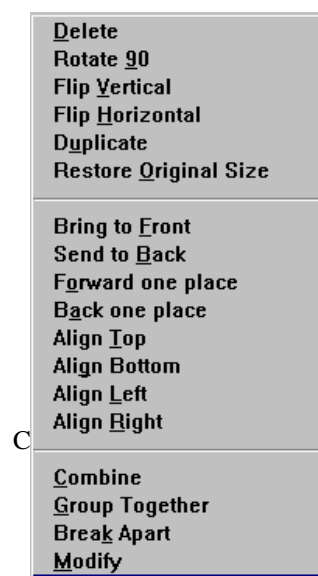 Delete
Rotate 90
Flip Vertical
Flip Horizontal
Duplicate
Restore Original Size
Bring to Front
Send to Back
Forward one place
Back one place
Align Top
Align Bottom
Align Left
Align Right
C
Combine
Group Together
Break Apart
Modify